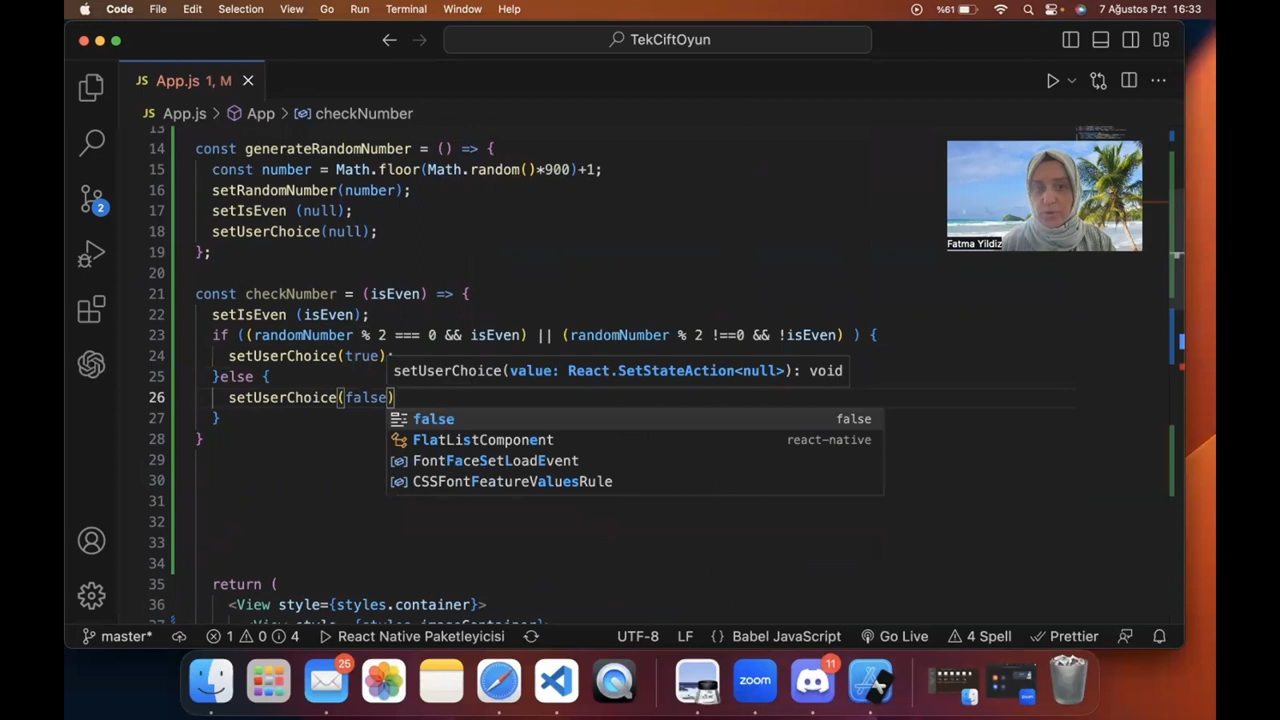 Code File Edit Selection View Go Run Terminal Window Help %61 7 Ağustos Pzt 16:33
TekCiftOyun
JS App.js 1, M
JS App.js > App > checkNumber
13
14 const generateRandomNumber = () => {
15 const number = Math.floor(Math.random()*900)+1;
16 setRandomNumber(number);
17 setIsEven (null);
18 setUserChoice(null);
19 };
20
21 const checkNumber = (isEven) => {
22 setIsEven (isEven);
23 if ((randomNumber % 2 === 0 && isEven) || (randomNumber % 2 !==0 && !isEven) ) {
24 setUserChoice(true);
setUserChoice(value: React.SetStateAction<null>): void
25 }else {
26 setUserChoice(false)
false false
27 }
FlatListComponent react-native
28 }
FontFaceSetLoadEvent
29
CSSFontFeatureValuesRule
30
31
32
33
34
35 return (
36 <View style={styles.container}>
Fatma Yildiz
2
master* 1 0 4 React Native Paketleyicisi UTF-8 LF {} Babel JavaScript Go Live 4 Spell Prettier
25
zoom
11